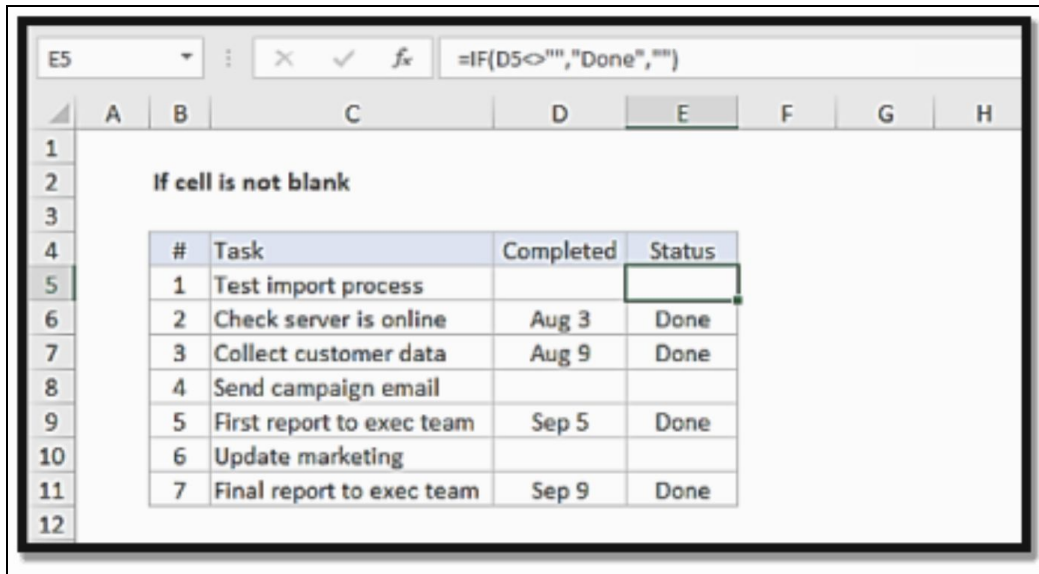 E5 fx =IF(D5<>"","Done","")
A B C D E F G H
1
2 If cell is not blank
3
4 # Task Completed Status
5 1 Test import process
6 2 Check server is online Aug 3 Done
7 3 Collect customer data Aug 9 Done
8 4 Send campaign email
9 5 First report to exec team Sep 5 Done
10 6 Update marketing
11 7 Final report to exec team Sep 9 Done
12